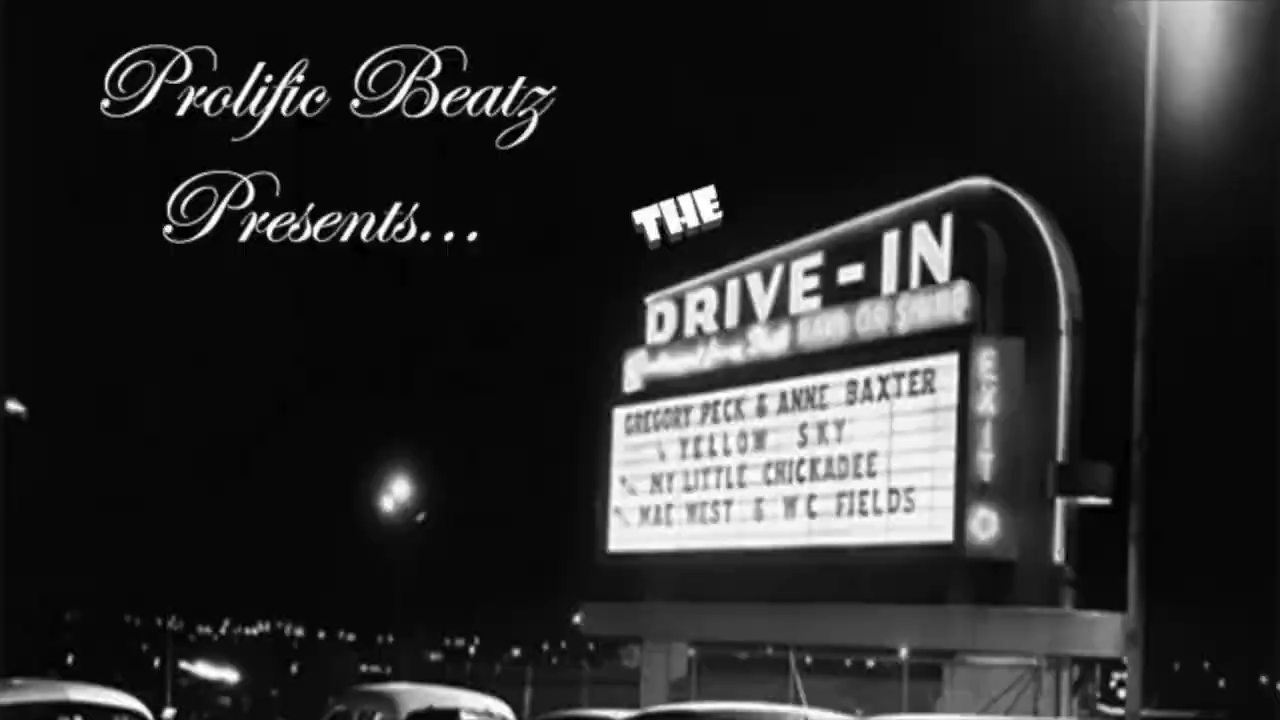 Prolific Beatz
Presents...
THE
DRIVE-IN
GREGORY PECK & ANNE BAXTER
YELLOW SKY
MY LITTLE CHICKADEE
MAE WEST & W C FIELDS
EXIT